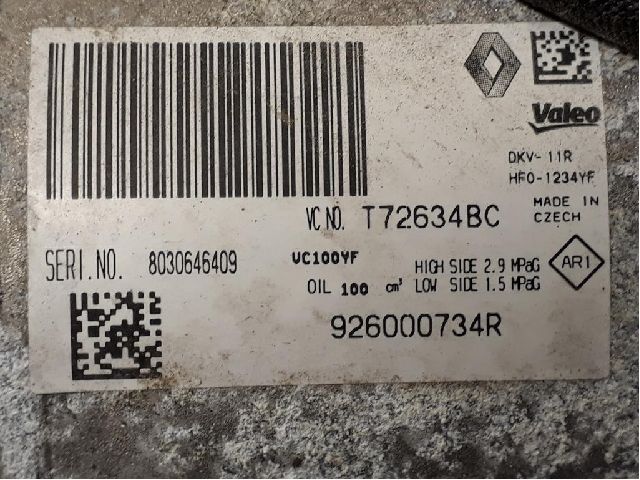 Valeo
DKV-11R
HFO-1234YF
MADE IN
CZECH
VC NO. T72634BC
SERI.NO. 8030646409
VC100YF
OIL 100 cm³
HIGH SIDE 2.9 MPaG
LOW SIDE 1.5 MPaG
AR1
926000734R